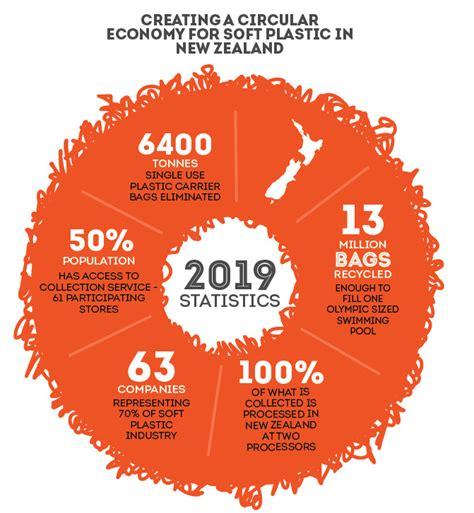 CREATING A CIRCULAR
ECONOMY FOR SOFT PLASTIC IN
NEW ZEALAND
6400
TONNES
SINGLE USE
PLASTIC CARRIER
BAGS ELIMINATED
13
MILLION
BAGS
RECYCLED
ENOUGH TO
FILL ONE
OLYMPIC SIZED
SWIMMING
POOL
50%
POPULATION
HAS ACCESS TO
COLLECTION SERVICE -
61 PARTICIPATING
STORES
2019
STATISTICS
63
COMPANIES
REPRESENTING
70% OF SOFT
PLASTIC
INDUSTRY
100%
OF WHAT IS
COLLECTED IS
PROCESSED IN
NEW ZEALAND
AT TWO
PROCESSORS